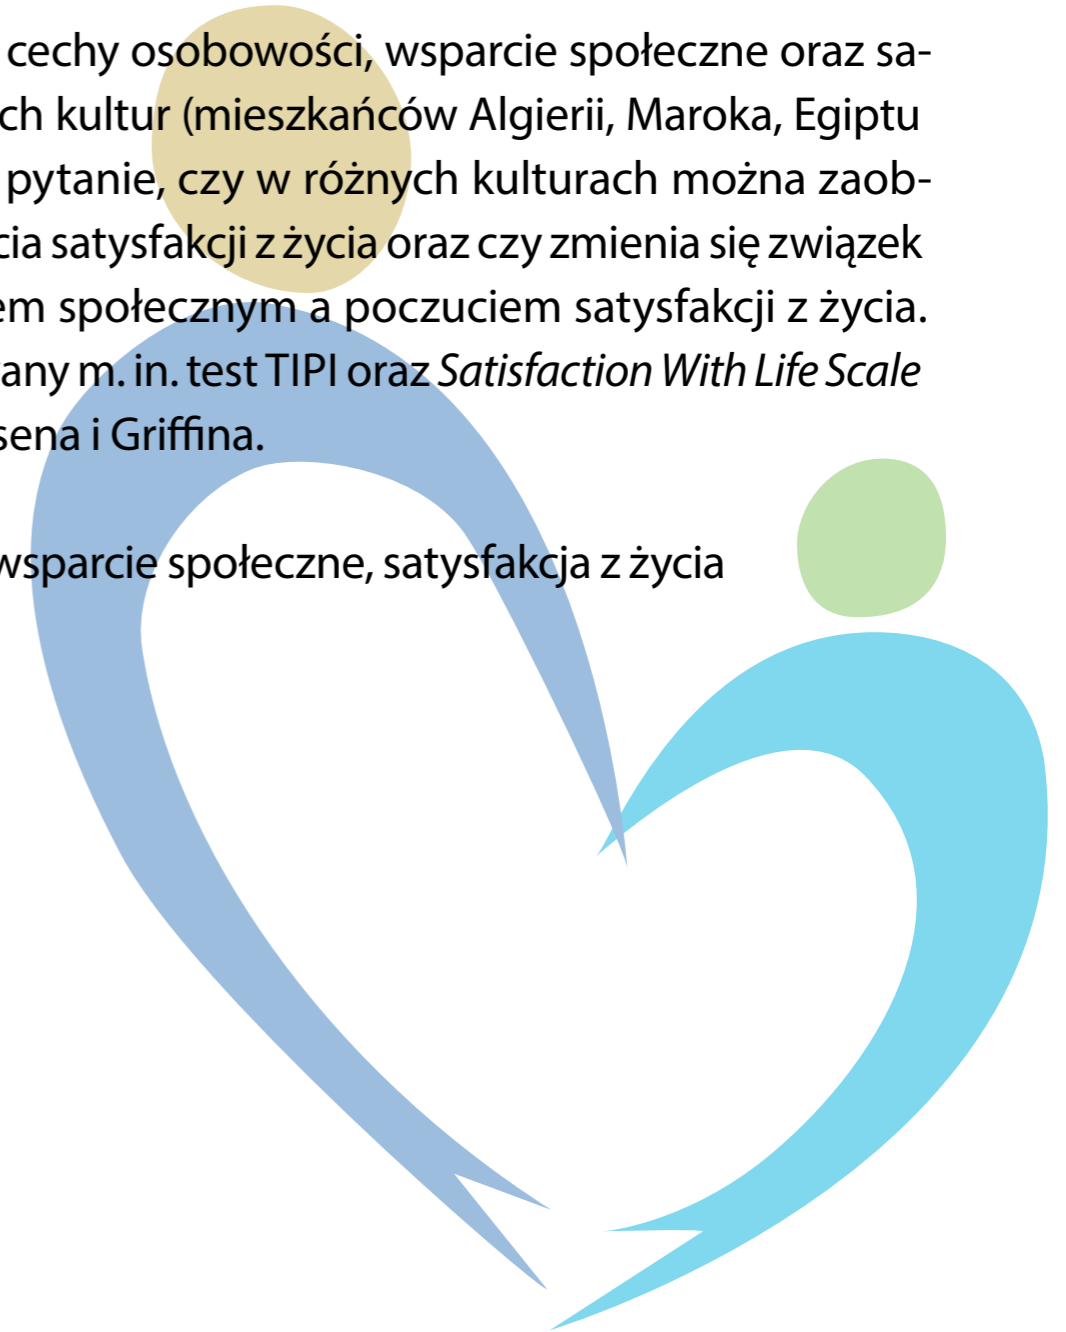 cechy osobowości, wsparcie społeczne oraz sa-
ch kultur (mieszkańców Algierii, Maroka, Egiptu
pytanie, czy w różnych kulturach można zaob-
cia satysfakcji z życia oraz czy zmienia się związek
em społecznym a poczuciem satysfakcji z życia.
any m. in. test TIPI oraz Satisfaction With Life Scale
sena i Griffina.
wsparcie społeczne, satysfakcja z życia